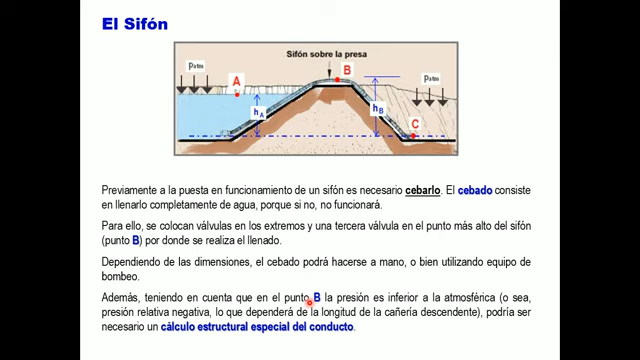 El Sifón
Sifón sobre la presa
Patm
A
B
Patm
hA
hB
C
Previamente a la puesta en funcionamiento de un sifón es necesario cebarlo. El cebado consiste
en llenarlo completamente de agua, porque si no, no funcionará.
Para ello, se colocan válvulas en los extremos y una tercera válvula en el punto más alto del sifón
(punto B) por donde se realiza el llenado.
Dependiendo de las dimensiones, el cebado podrá hacerse a mano, o bien utilizando equipo de
bombeo.
Además, teniendo en cuenta que en el punto B la presión es inferior a la atmosférica (o sea,
presión relativa negativa, lo que dependerá de la longitud de la cañería descendente), podría ser
necesario un cálculo estructural especial del conducto.